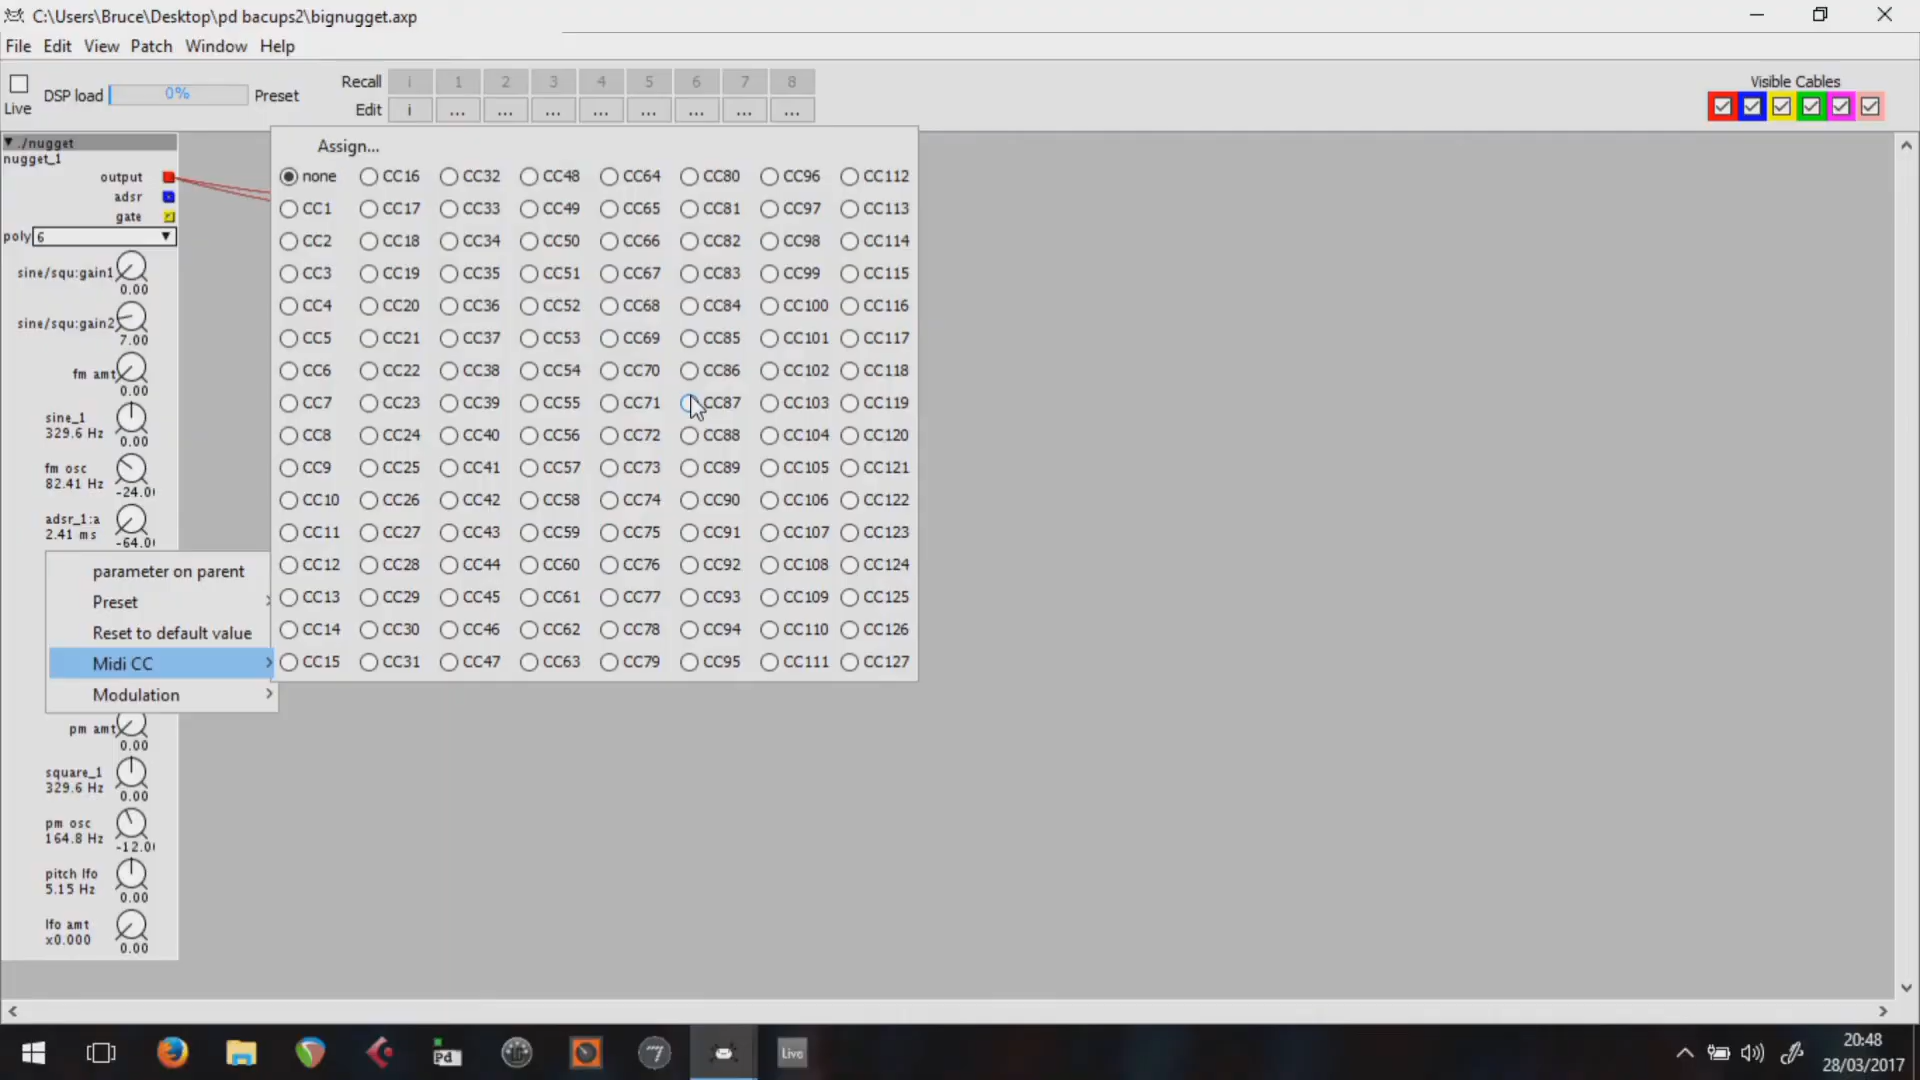 C:\Users\Bruce\Desktop\pd bacups2\bignugget.axp
File Edit View Patch Window Help
Live
DSP load 0% Preset
Recall i 1 2 3 4 5 6 7 8
Edit i ... ... ... ... ... ... ... ...
Visible Cables
./nugget
nugget_1
output
adsr
gate
poly 6
sine/squ:gain1
0.00
sine/squ:gain2
7.00
fm amt
0.00
sine_1
329.6 Hz 0.00
fm osc
82.41 Hz -24.0
adsr_1:a
2.41 ms -64.0
parameter on parent
Preset
Reset to default value
Midi CC
Modulation
pm amt
0.00
square_1
329.6 Hz 0.00
pm osc
164.8 Hz -12.0
pitch lfo
5.15 Hz 0.00
lfo amt
x0.000 0.00
Assign...
none CC16 CC32 CC48 CC64 CC80 CC96 CC112
CC1 CC17 CC33 CC49 CC65 CC81 CC97 CC113
CC2 CC18 CC34 CC50 CC66 CC82 CC98 CC114
CC3 CC19 CC35 CC51 CC67 CC83 CC99 CC115
CC4 CC20 CC36 CC52 CC68 CC84 CC100 CC116
CC5 CC21 CC37 CC53 CC69 CC85 CC101 CC117
CC6 CC22 CC38 CC54 CC70 CC86 CC102 CC118
CC7 CC23 CC39 CC55 CC71 CC87 CC103 CC119
CC8 CC24 CC40 CC56 CC72 CC88 CC104 CC120
CC9 CC25 CC41 CC57 CC73 CC89 CC105 CC121
CC10 CC26 CC42 CC58 CC74 CC90 CC106 CC122
CC11 CC27 CC43 CC59 CC75 CC91 CC107 CC123
CC12 CC28 CC44 CC60 CC76 CC92 CC108 CC124
CC13 CC29 CC45 CC61 CC77 CC93 CC109 CC125
CC14 CC30 CC46 CC62 CC78 CC94 CC110 CC126
CC15 CC31 CC47 CC63 CC79 CC95 CC111 CC127
Pd
Live
20:48
28/03/2017